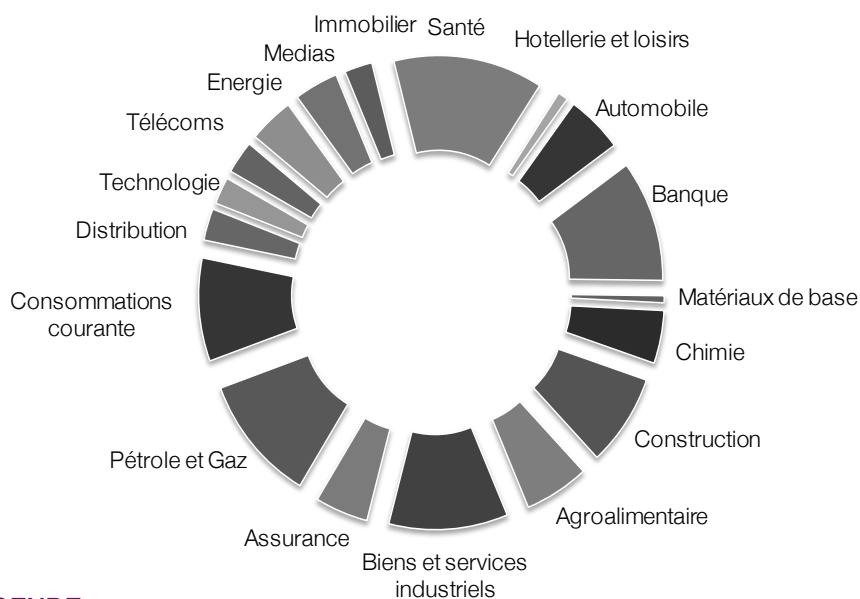 Immobilier
Santé
Hotellerie et loisirs
Automobile
Banque
Matériaux de base
Chimie
Construction
Agroalimentaire
Biens et services
industriels
Assurance
Pétrole et Gaz
Consommations
courante
Distribution
Technologie
Télécoms
Energie
Medias